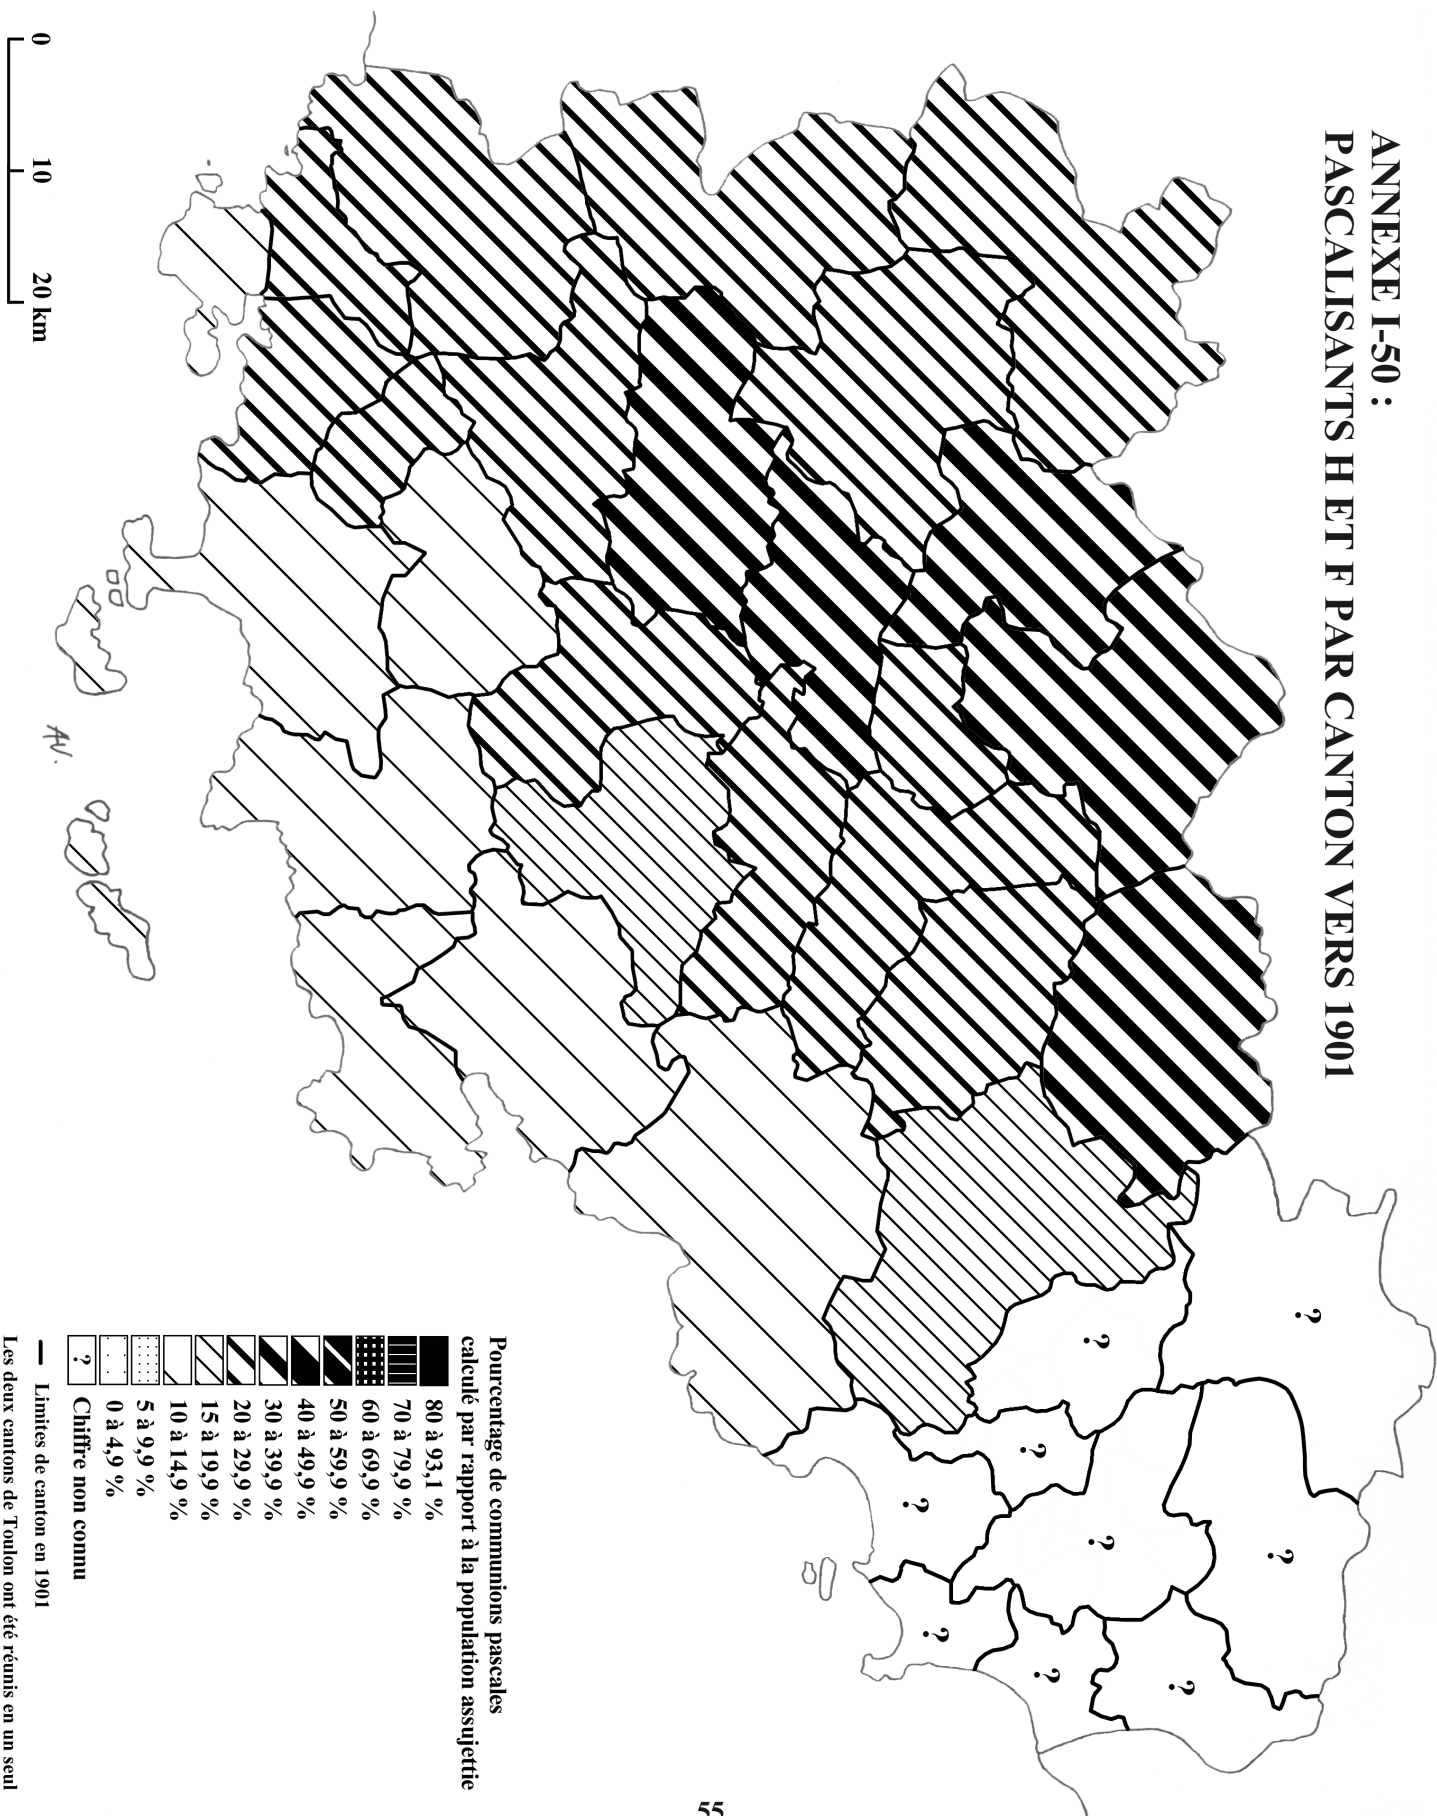 ANNEXE I-50 :
PASCALISANTS H ET F PAR CANTON VERS 1901
?
?
?
?
?
?
?
?
?
0 10 20 km
AV.
Pourcentage de communions pascales
calculé par rapport à la population assujettie
80 à 93,1 %
70 à 79,9 %
60 à 69,9 %
50 à 59,9 %
40 à 49,9 %
30 à 39,9 %
20 à 29,9 %
15 à 19,9 %
10 à 14,9 %
5 à 9,9 %
0 à 4,9 %
? Chiffre non connu
Limites de canton en 1901
Les deux cantons de Toulon ont été réunis en un seul
55